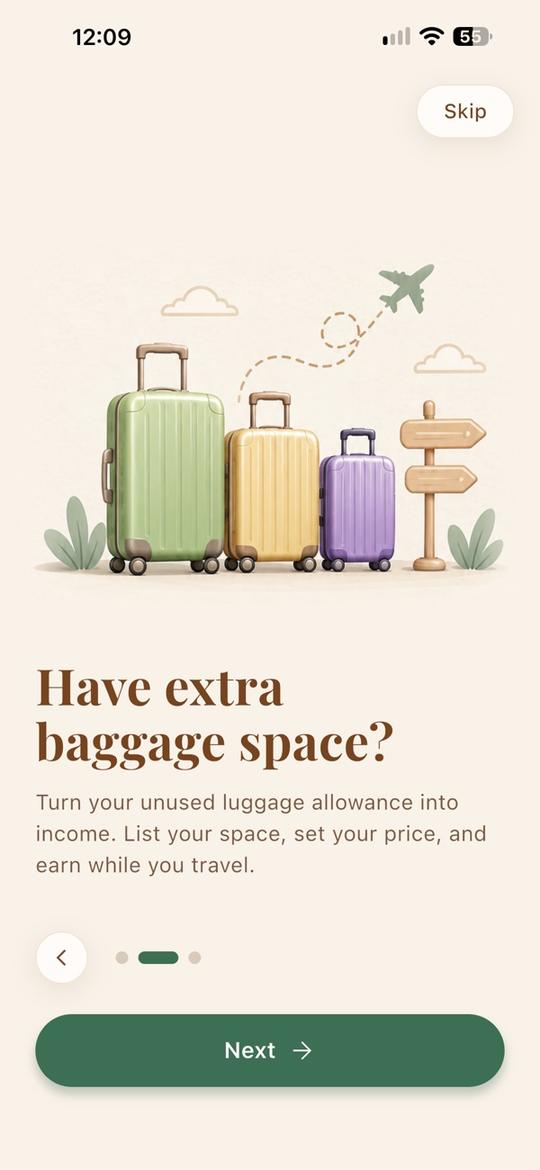 12:09
55
Skip
Have extra
baggage space?
Turn your unused luggage allowance into
income. List your space, set your price, and
earn while you travel.
Next